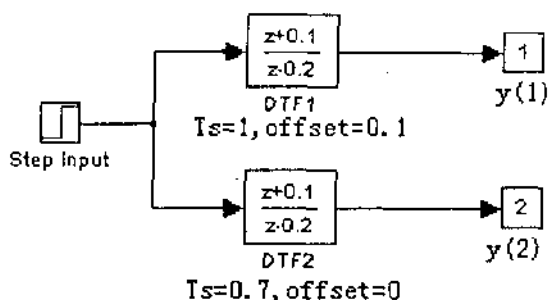 z+0.1
z-0.2
DTF1
Ts=1,offset=0.1
1
y(1)
Step Input
z+0.1
z-0.2
DTF2
Ts=0.7,offset=0
2
y(2)